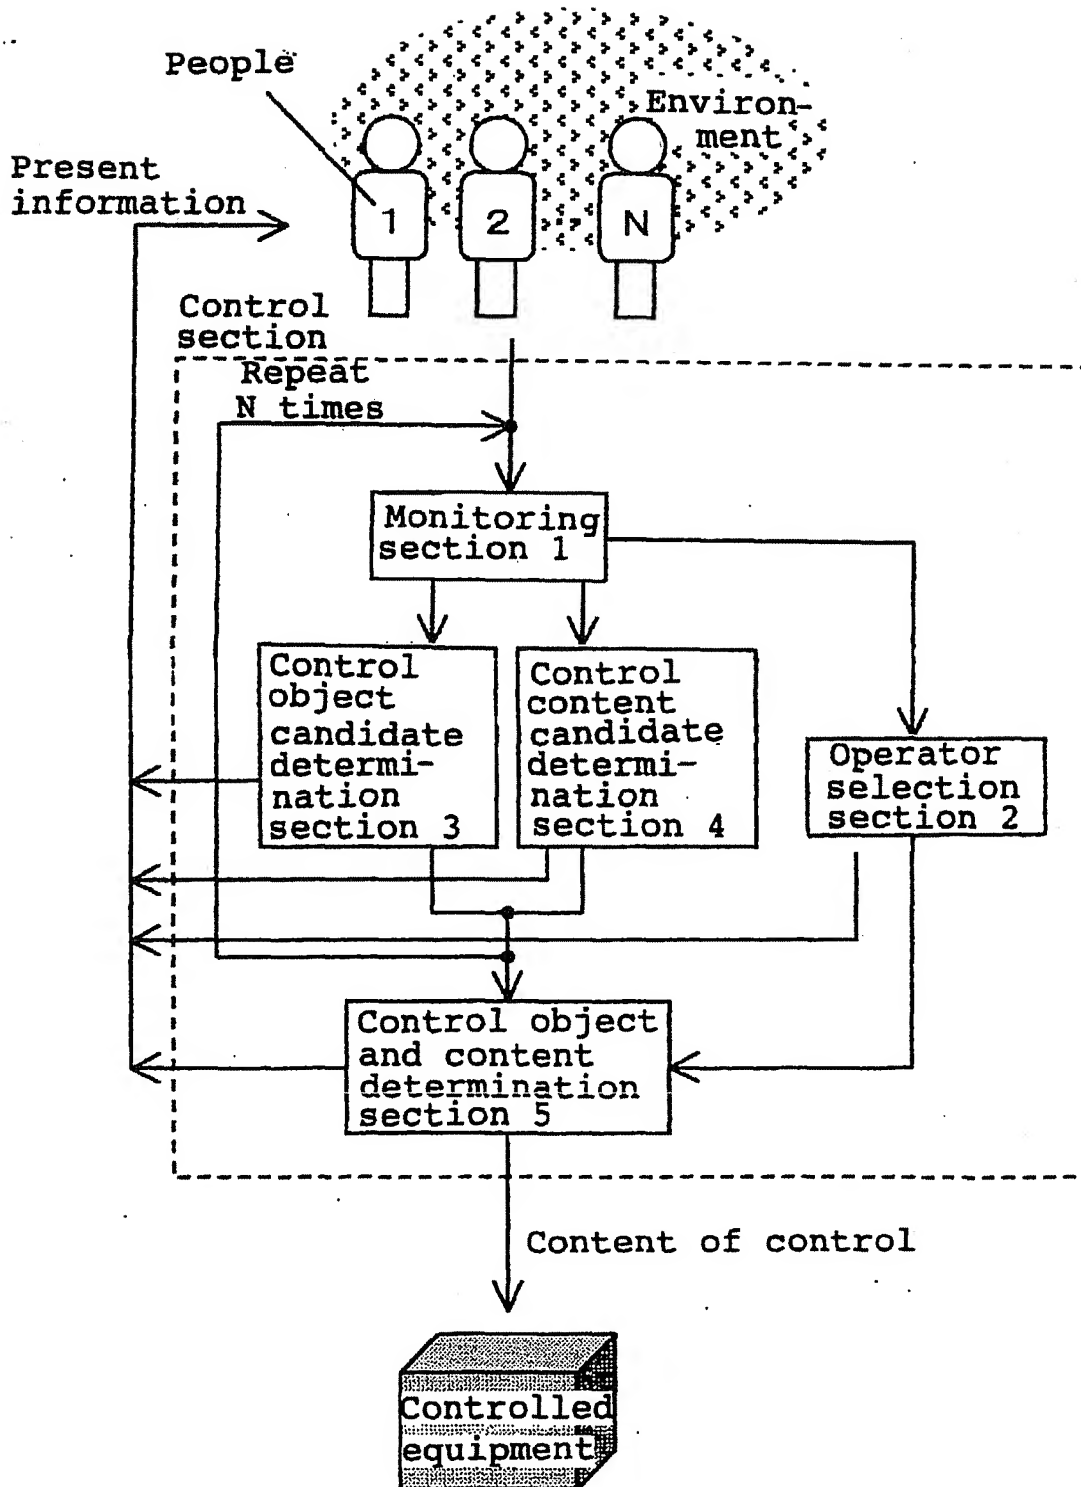 People
Environ-
ment
Present
information
1
2
N
Control
section
Repeat
N times
Monitoring
section 1
Control
object
candidate
determi-
nation
section 3
Control
content
candidate
determi-
nation
section 4
Operator
selection
section 2
Control object
and content
determination
section 5
Content of control
Controlled
equipment